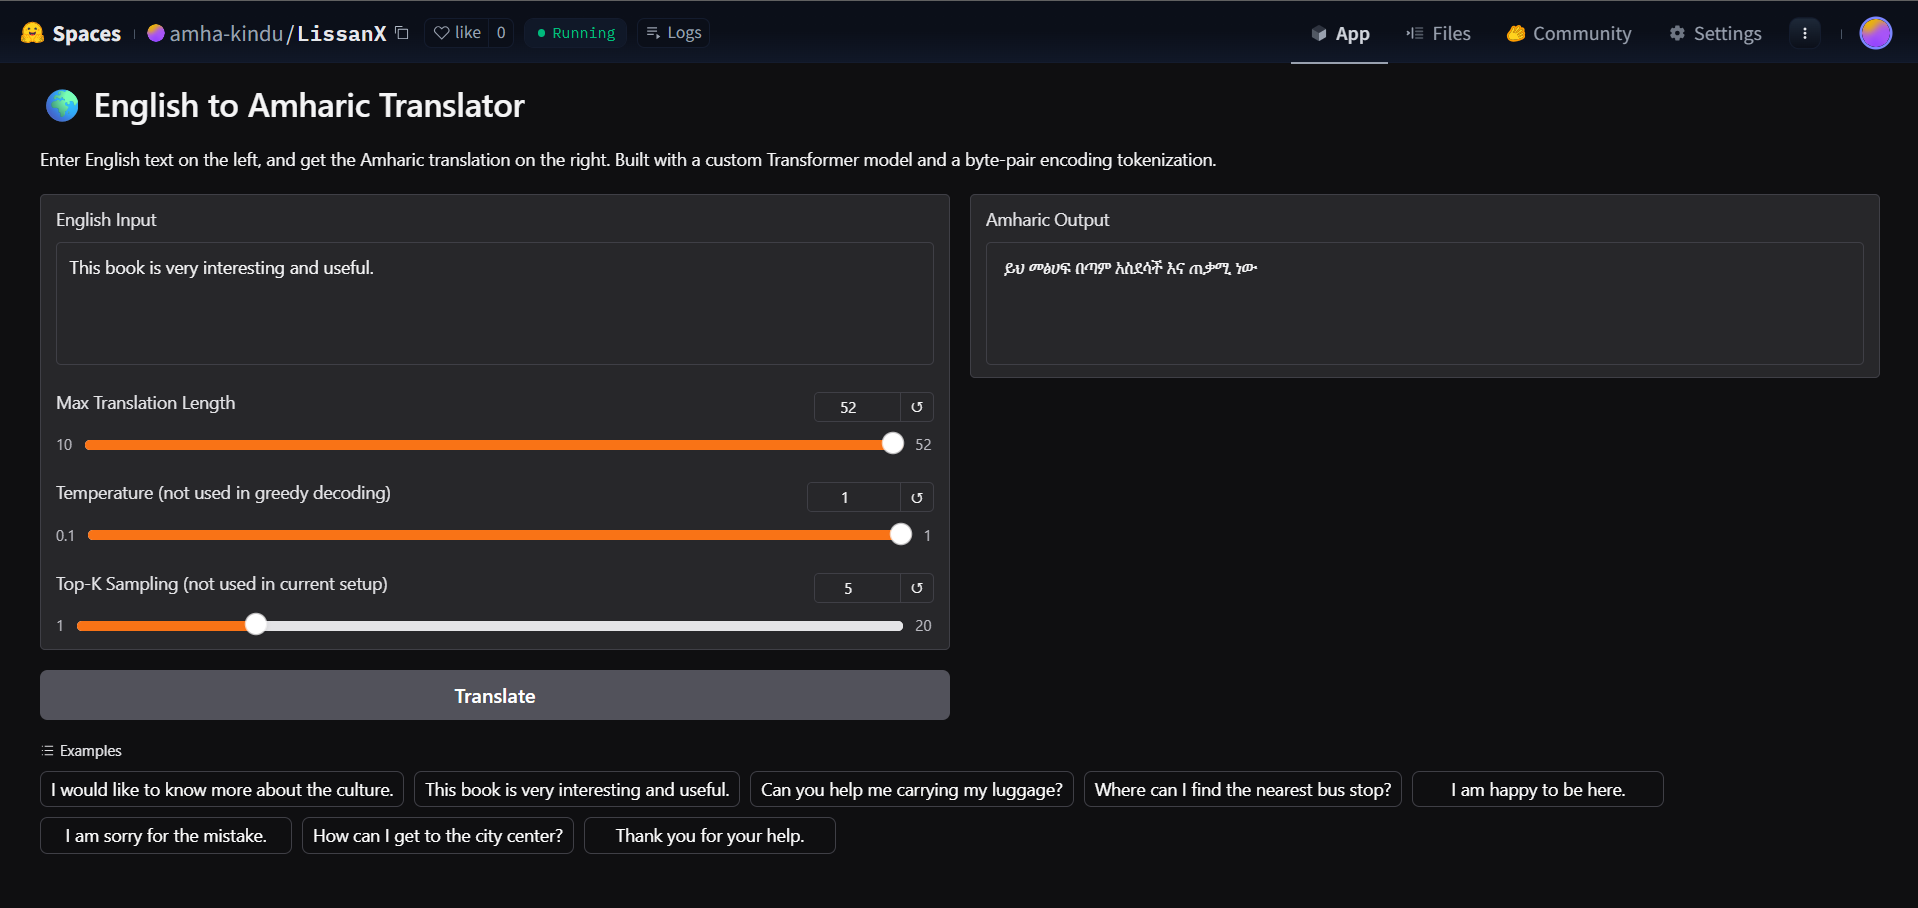 Spaces
amha-kindu/LissanX
like 0
Running
Logs
App
Files
Community
Settings
English to Amharic Translator
Enter English text on the left, and get the Amharic translation on the right. Built with a custom Transformer model and a byte-pair encoding tokenization.
English Input
This book is very interesting and useful.
Amharic Output
ይህ መፅሀፍ በጣም አስደሳች እና ጠቃሚ ነው
Max Translation Length
52
10
52
Temperature (not used in greedy decoding)
1
0.1
1
Top-K Sampling (not used in current setup)
5
1
20
Translate
Examples
I would like to know more about the culture.
This book is very interesting and useful.
Can you help me carrying my luggage?
Where can I find the nearest bus stop?
I am happy to be here.
I am sorry for the mistake.
How can I get to the city center?
Thank you for your help.